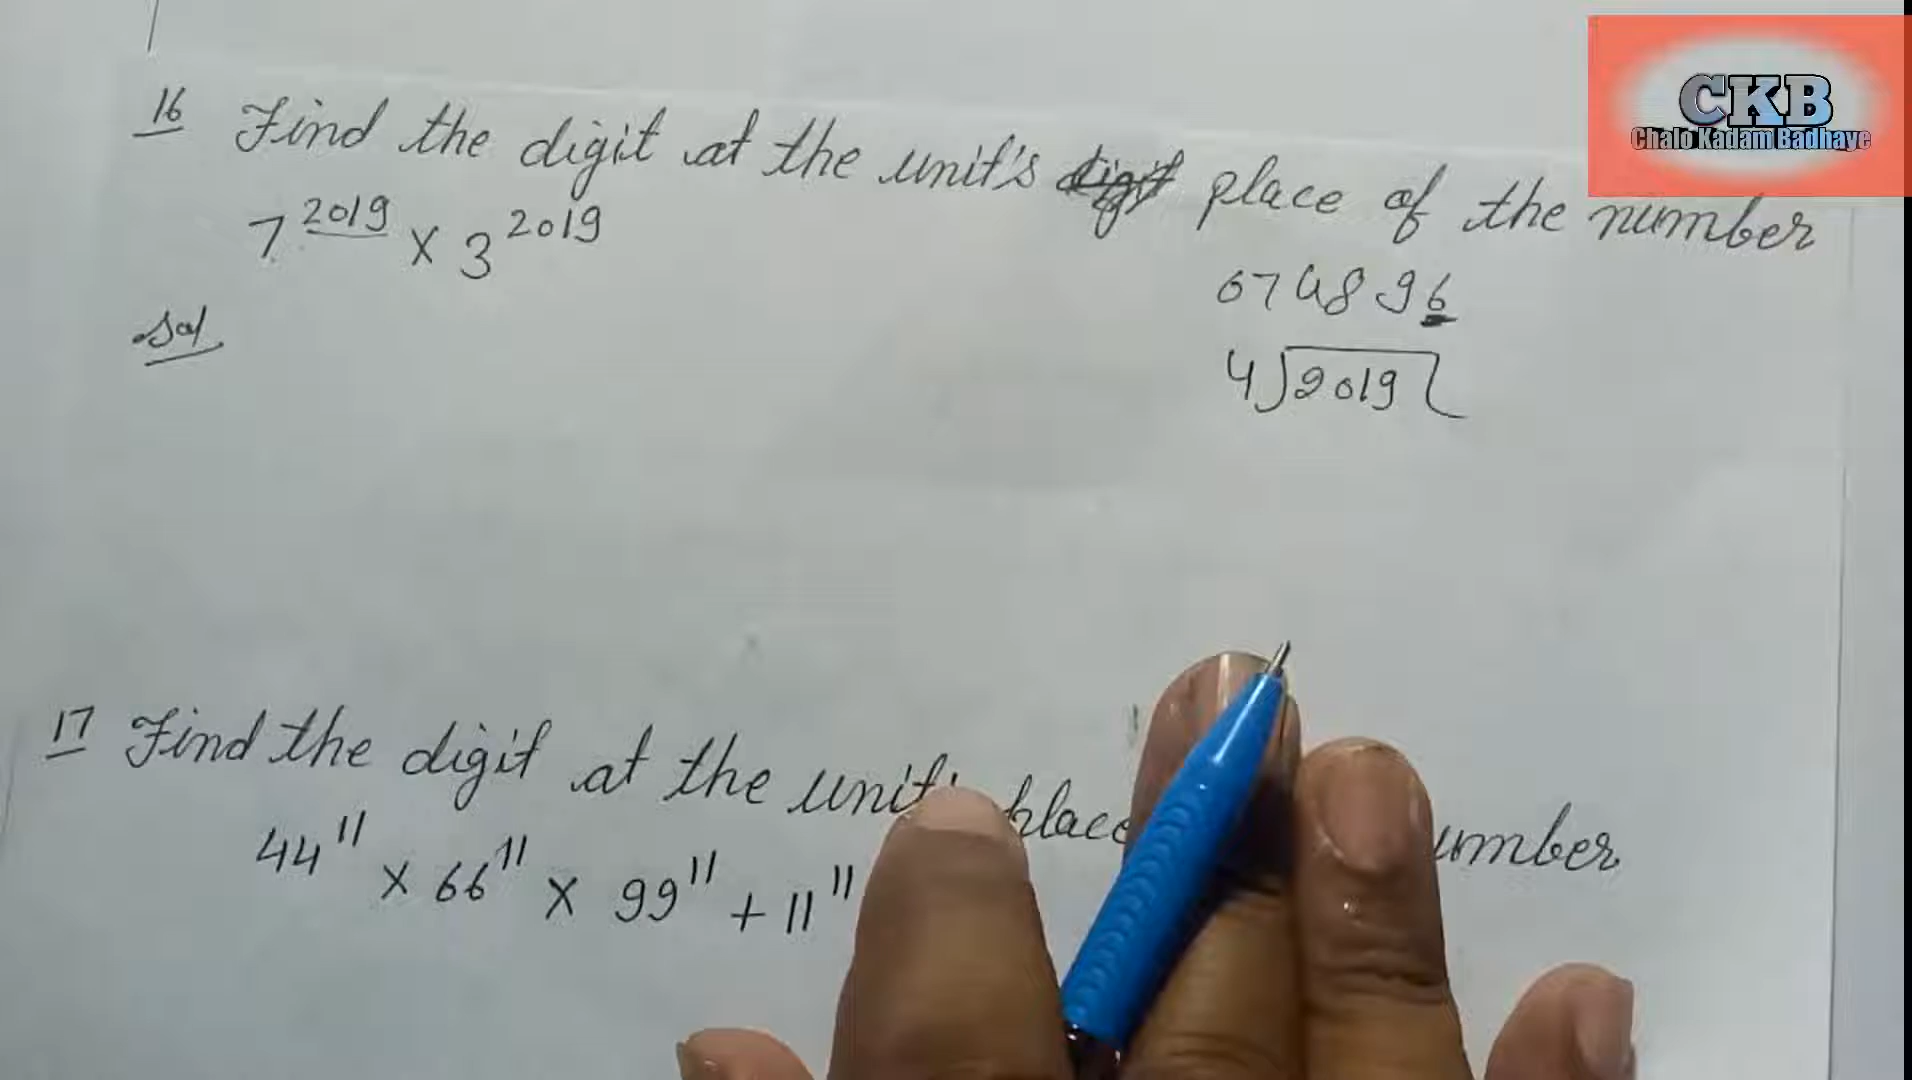 CKB
Chalo Kadam Badhaye
16 Find the digit at the unit's place of the number
7^2019 x 3^2019
674896
Sol
4)2019(
17 Find the digit at the unit's place umber
44^11 x 66^11 x 99^11 + 11^11